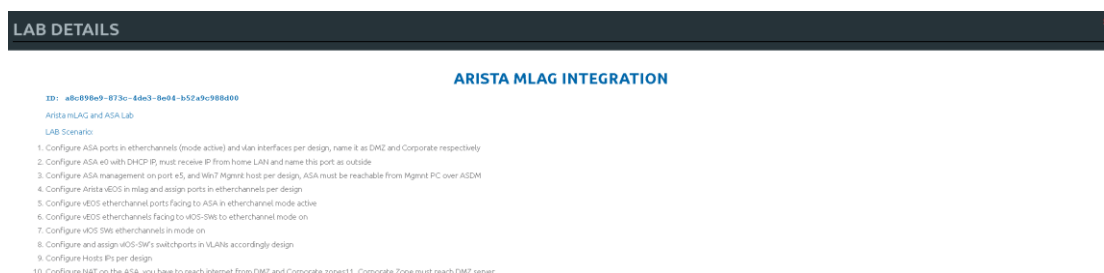 LAB DETAILS
ARISTA MLAG INTEGRATION
ID: a8c898e9-873c-4de3-8e04-b52a9c988d00
Arista mLAG and ASA Lab
LAB Scenario:
1. Configure ASA ports in etherchannels (mode active) and vlan interfaces per design, name it as DMZ and Corporate respectively
2. Configure ASA e0 with DHCP IP, must receive IP from home LAN and name this port as outside
3. Configure ASA management on port e5, and Win7 Mgmnt host per design, ASA must be reachable from Mgmnt PC over ASDM
4. Configure Arista vEOS in mlag and assign ports in etherchannels per design
5. Configure vEOS etherchannel ports facing to ASA in etherchannel mode active
6. Configure vEOS etherchannels facing to vIOS-SWs to etherchannel mode on
7. Configure vIOS SWs etherchannels in mode on
8. Configure and assign vIOS-SW's switchports in VLANs accordingly design
9. Configure Hosts IPs per design
10. Configure NAT on the ASA, you have to reach internet from DMZ and Corporate zones11. Corporate Zone must reach DMZ server